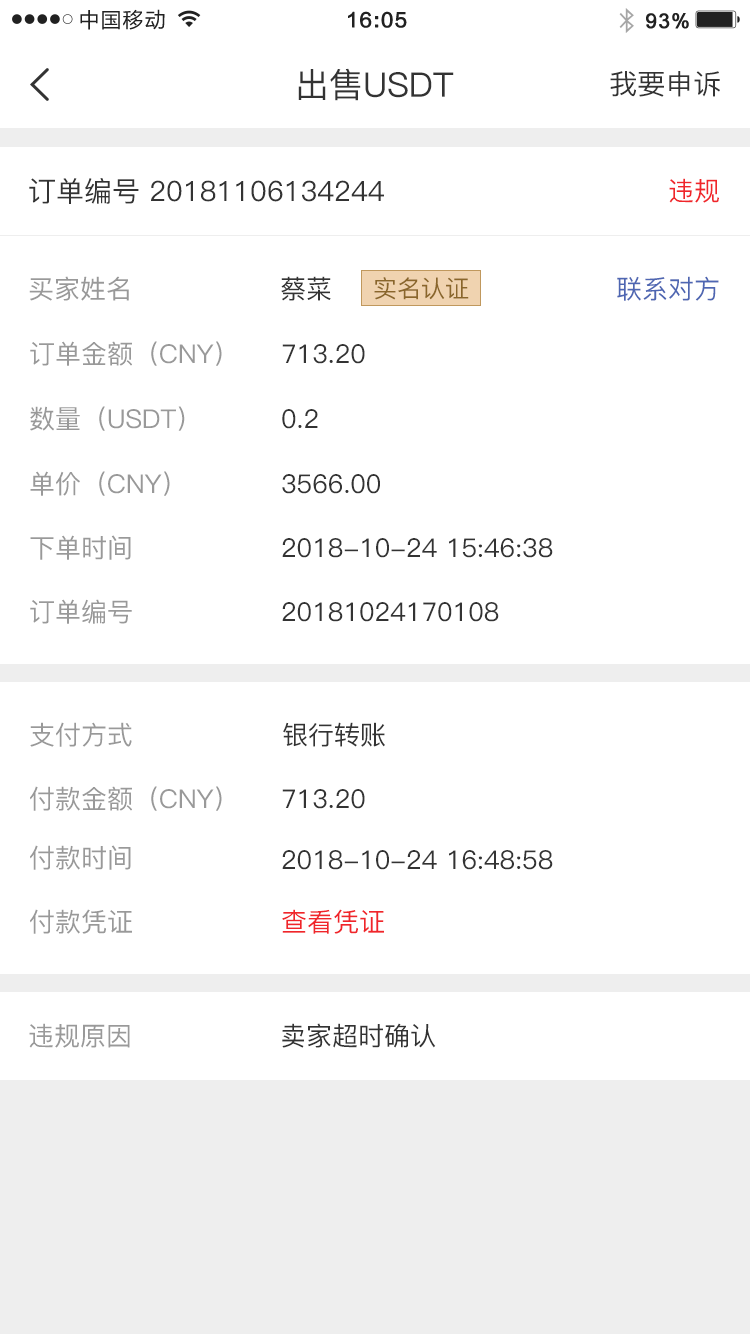 中国移动 16:05 93%
出售USDT 我要申诉
订单编号 20181106134244 违规
买家姓名 蔡菜 实名认证 联系对方
订单金额（CNY） 713.20
数量（USDT） 0.2
单价（CNY） 3566.00
下单时间 2018-10-24 15:46:38
订单编号 20181024170108
支付方式 银行转账
付款金额（CNY） 713.20
付款时间 2018-10-24 16:48:58
付款凭证 查看凭证
违规原因 卖家超时确认